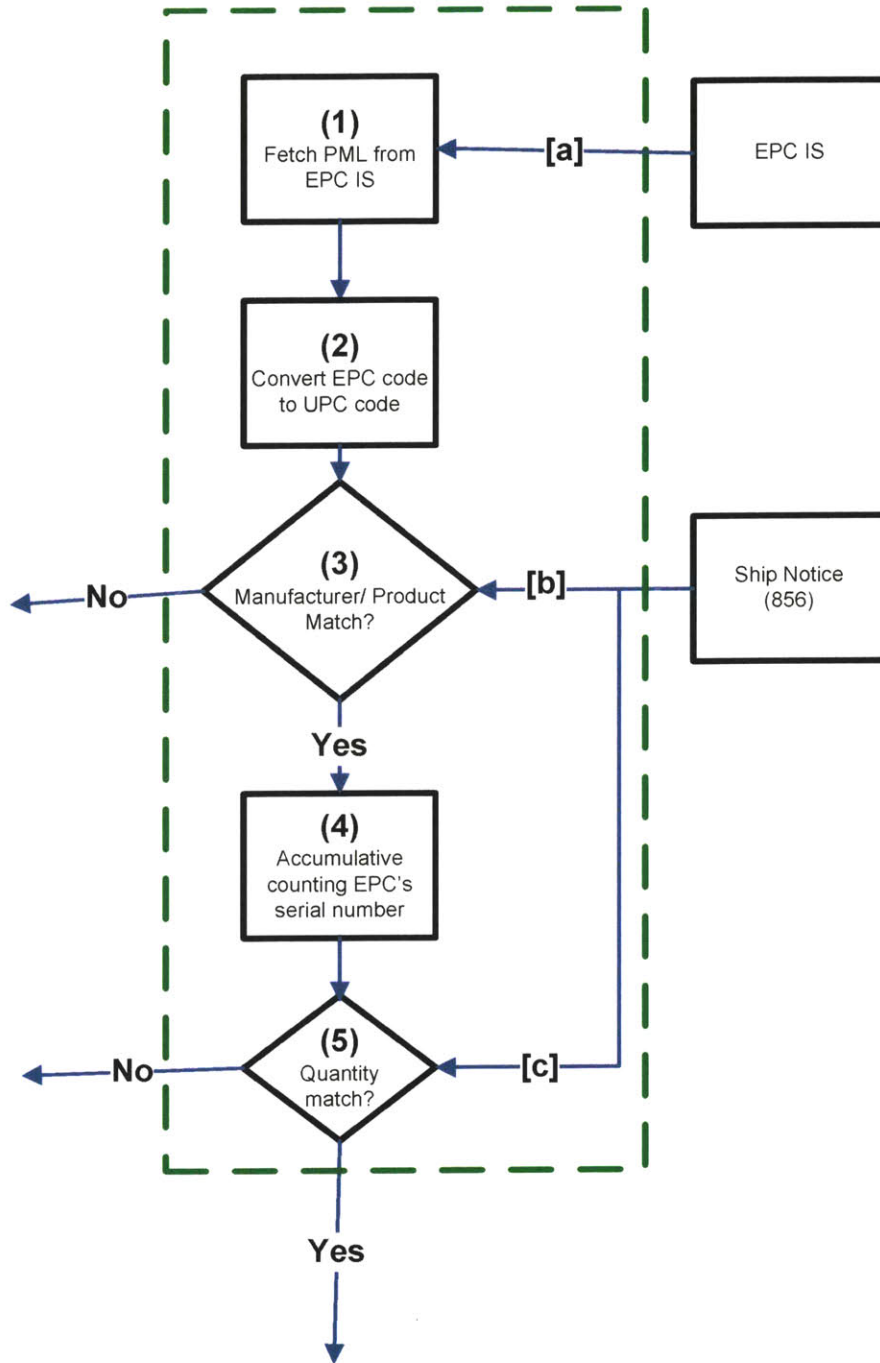 (1)
Fetch PML from
EPC IS
[a]
EPC IS
(2)
Convert EPC code
to UPC code
(3)
Manufacturer/ Product
Match?
No
[b]
Ship Notice
(856)
Yes
(4)
Accumulative
counting EPC's
serial number
(5)
Quantity
match?
No
[c]
Yes